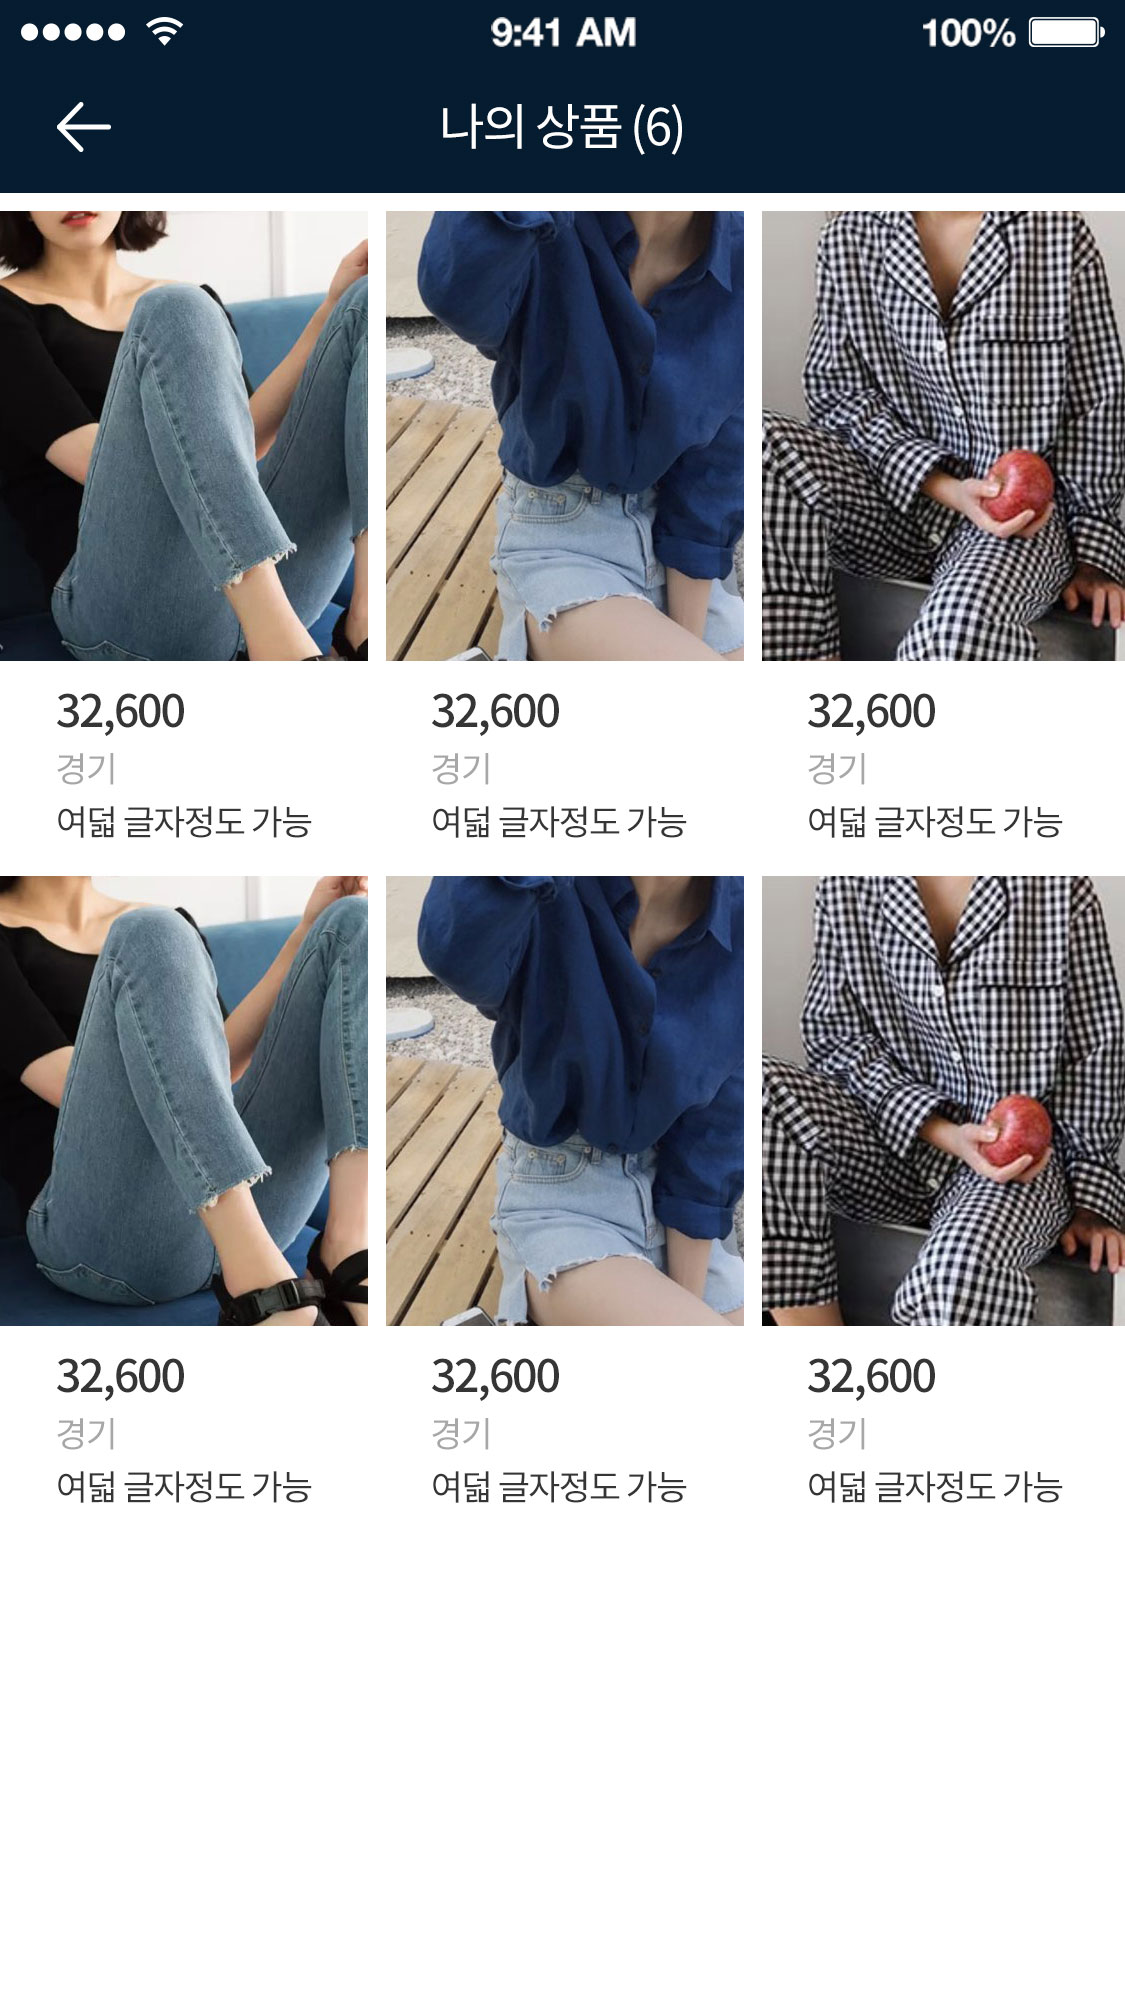 9:41 AM 100%
나의 상품 (6)
32,600 32,600 32,600
경기 경기 경기
여덟 글자정도 가능 여덟 글자정도 가능 여덟 글자정도 가능
32,600 32,600 32,600
경기 경기 경기
여덟 글자정도 가능 여덟 글자정도 가능 여덟 글자정도 가능